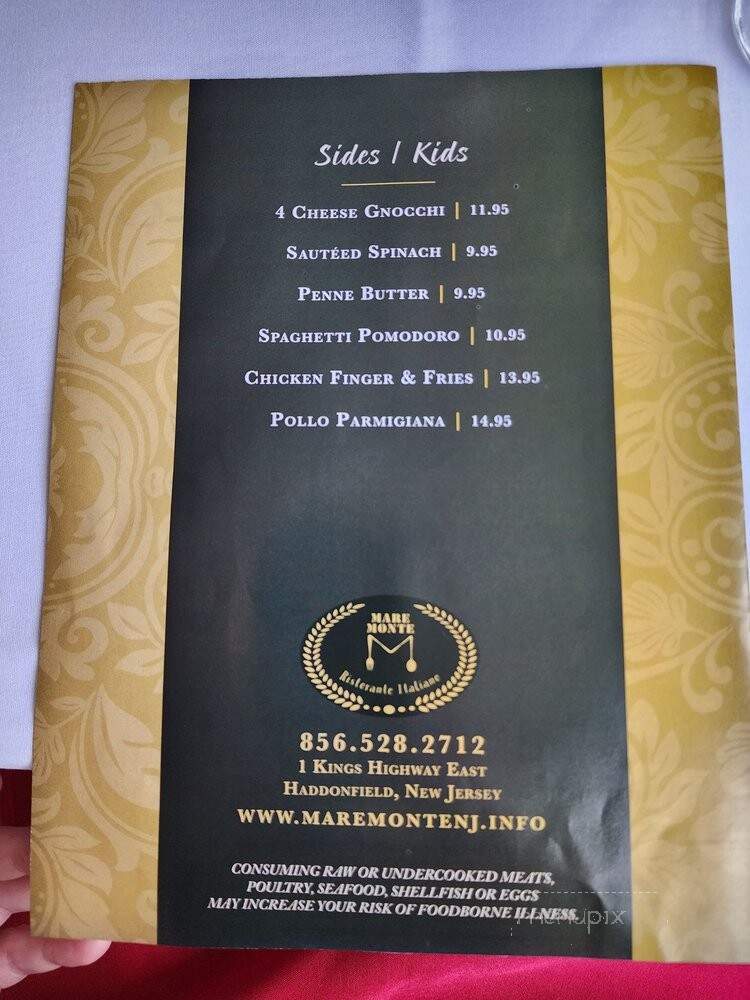 Sides | Kids
4 Cheese Gnocchi | 11.95
Sautéed Spinach | 9.95
Penne Butter | 9.95
Spaghetti Pomodoro | 10.95
Chicken Finger & Fries | 13.95
Pollo Parmigiana | 14.95
MARE
MONTE
M
Ristorante Italiano
856.528.2712
1 Kings Highway East
Haddonfield, New Jersey
WWW.MAREMONTENJ.INFO
CONSUMING RAW OR UNDERCOOKED MEATS,
POULTRY, SEAFOOD, SHELLFISH OR EGGS
MAY INCREASE YOUR RISK OF FOODBORNE ILLNESS.
menupix